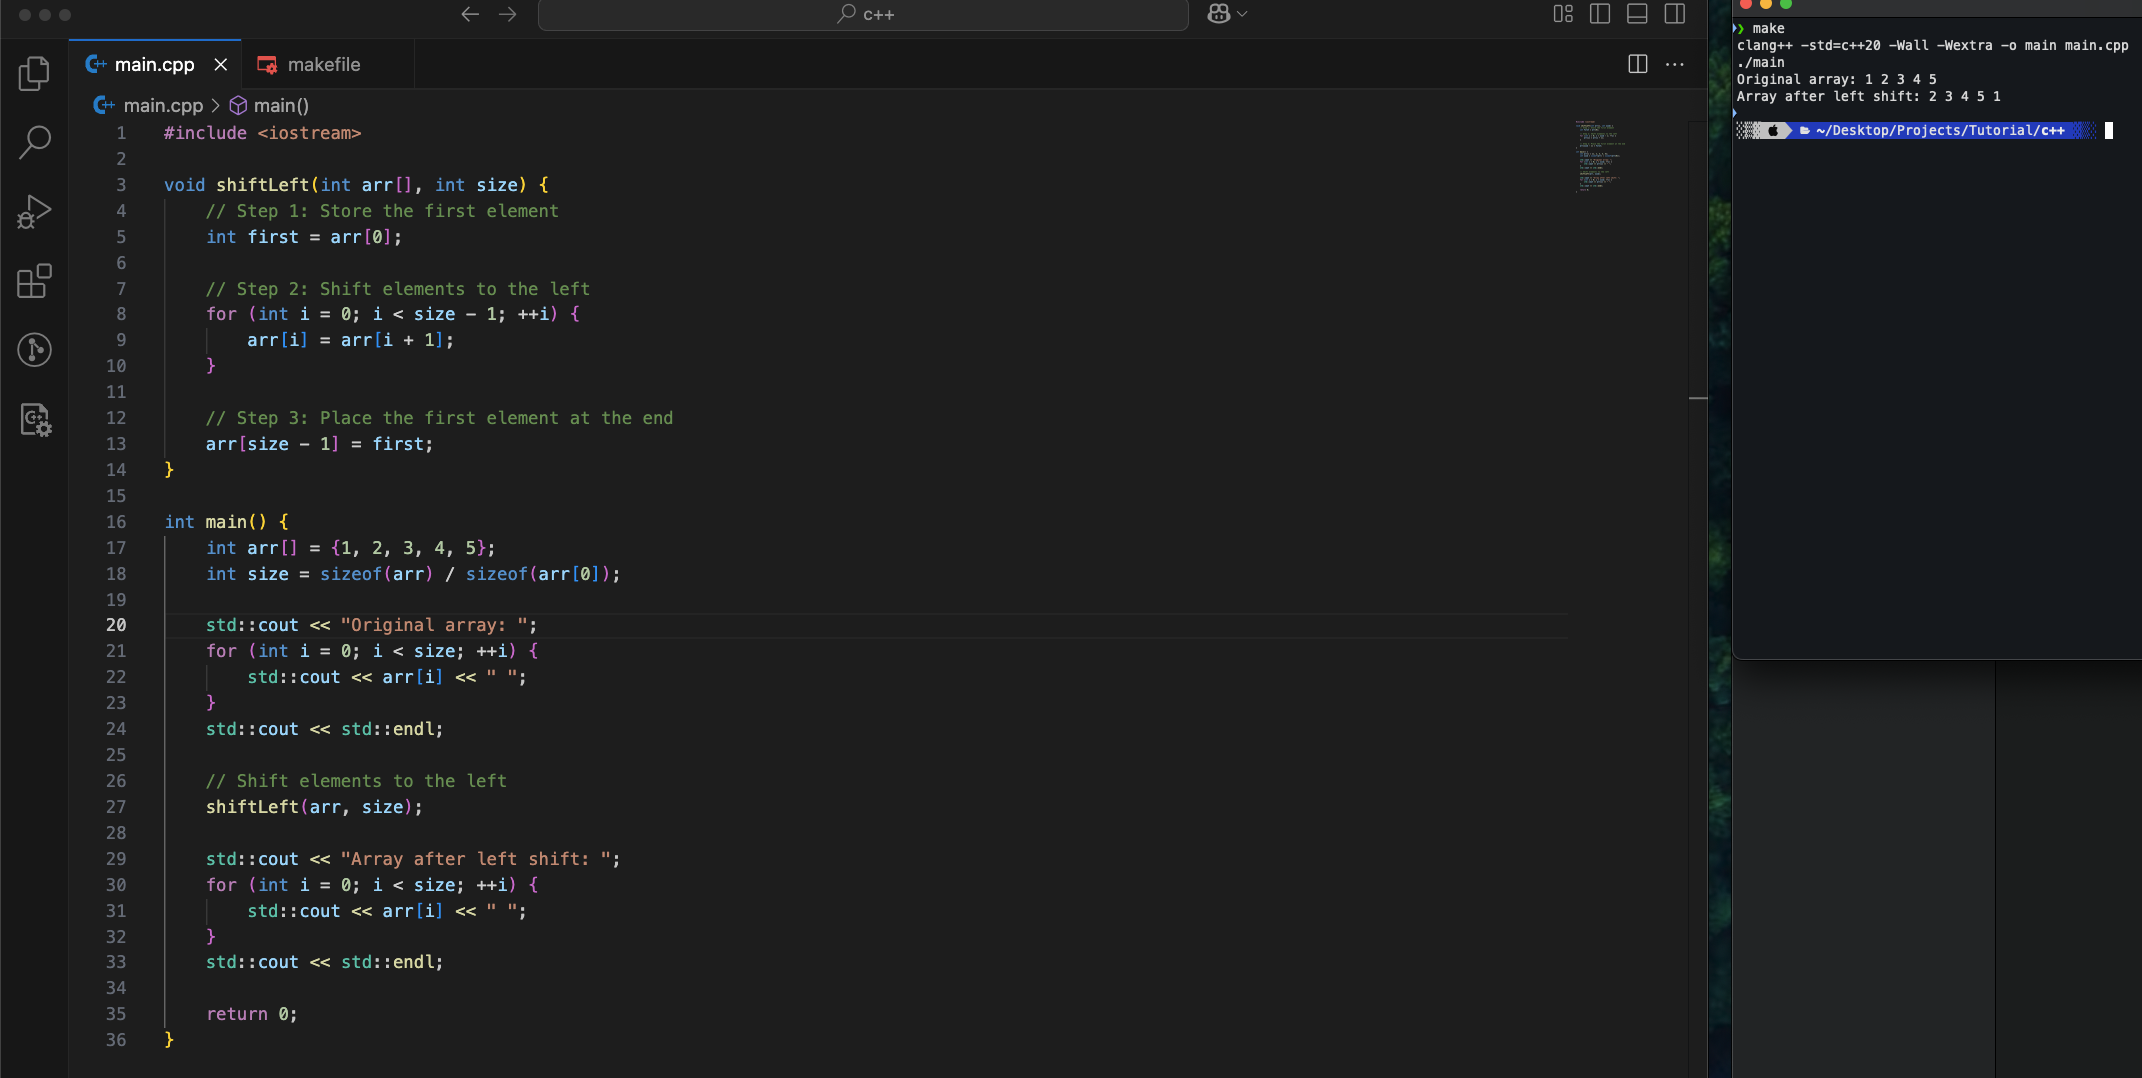 c++
main.cpp
makefile
main.cpp > main()
1 #include <iostream>
2
3 void shiftLeft(int arr[], int size) {
4     // Step 1: Store the first element
5     int first = arr[0];
6
7     // Step 2: Shift elements to the left
8     for (int i = 0; i < size - 1; ++i) {
9         arr[i] = arr[i + 1];
10     }
11
12     // Step 3: Place the first element at the end
13     arr[size - 1] = first;
14 }
15
16 int main() {
17     int arr[] = {1, 2, 3, 4, 5};
18     int size = sizeof(arr) / sizeof(arr[0]);
19
20     std::cout << "Original array: ";
21     for (int i = 0; i < size; ++i) {
22         std::cout << arr[i] << " ";
23     }
24     std::cout << std::endl;
25
26     // Shift elements to the left
27     shiftLeft(arr, size);
28
29     std::cout << "Array after left shift: ";
30     for (int i = 0; i < size; ++i) {
31         std::cout << arr[i] << " ";
32     }
33     std::cout << std::endl;
34
35     return 0;
36 }
❯ make
clang++ -std=c++20 -Wall -Wextra -o main main.cpp
./main
Original array: 1 2 3 4 5
Array after left shift: 2 3 4 5 1
~/Desktop/Projects/Tutorial/c++